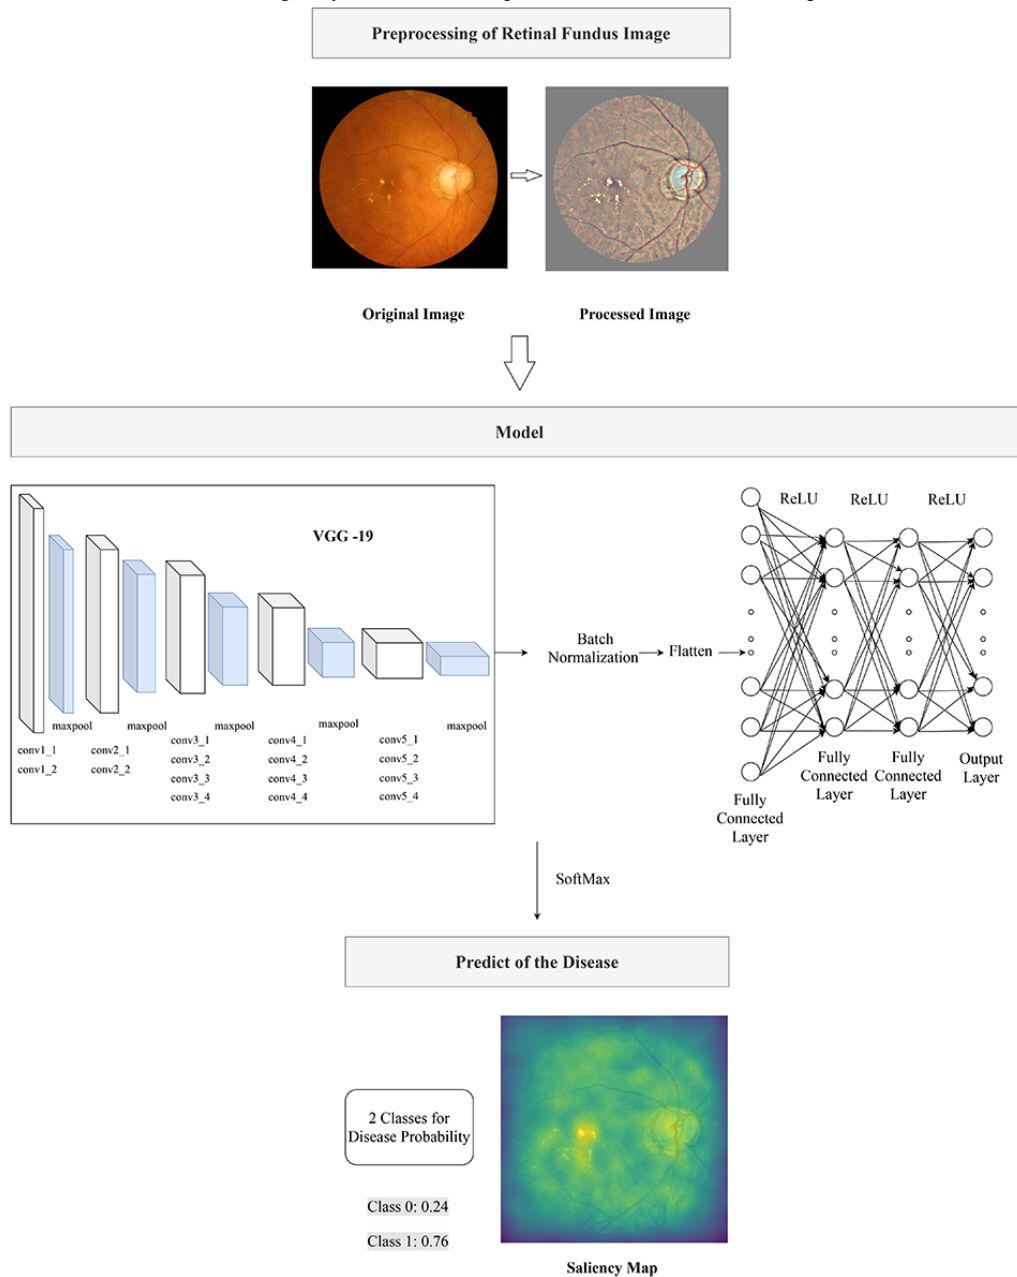 Preprocessing of Retinal Fundus Image
Original Image
Processed Image
Model
VGG -19
maxpool
maxpool
maxpool
maxpool
maxpool
conv1_1
conv1_2
conv2_1
conv2_2
conv3_1
conv3_2
conv3_3
conv3_4
conv4_1
conv4_2
conv4_3
conv4_4
conv5_1
conv5_2
conv5_3
conv5_4
Batch
Normalization
Flatten
ReLU
ReLU
ReLU
Fully
Connected
Layer
Fully
Connected
Layer
Fully
Connected
Layer
Output
Layer
SoftMax
Predict of the Disease
2 Classes for
Disease Probability
Class 0: 0.24
Class 1: 0.76
Saliency Map